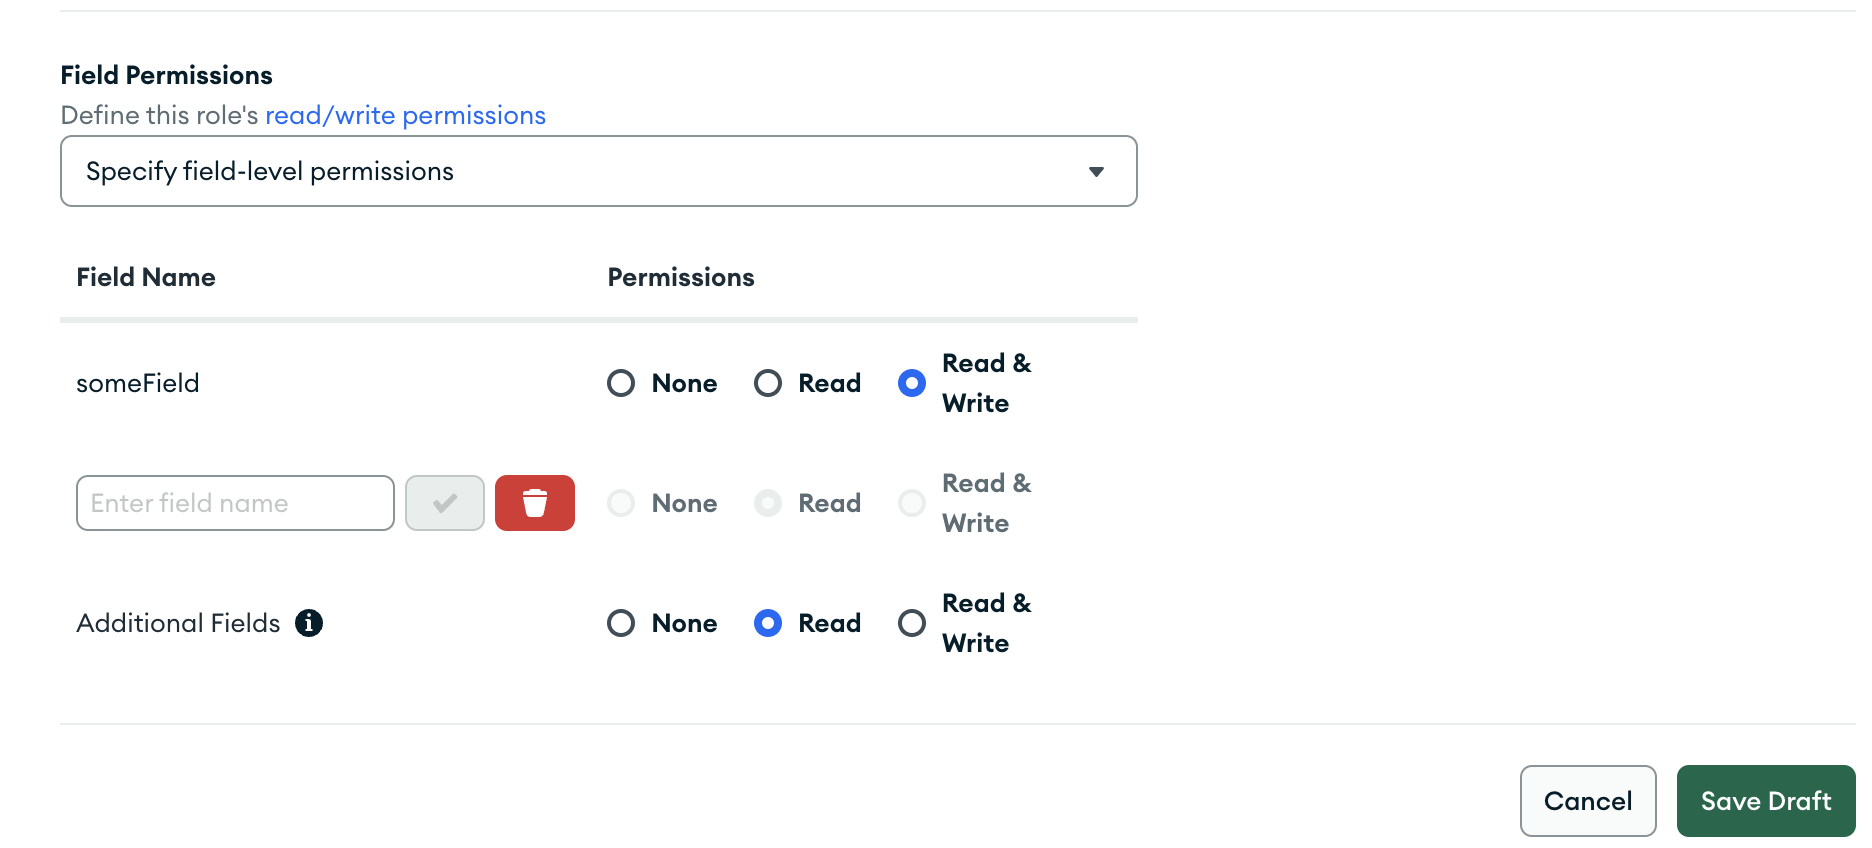 Field Permissions
Define this role's read/write permissions
Specify field-level permissions
Field Name Permissions
someField None Read Read &
Write
Enter field name None Read Read &
Write
Additional Fields None Read Read &
Write
Cancel Save Draft